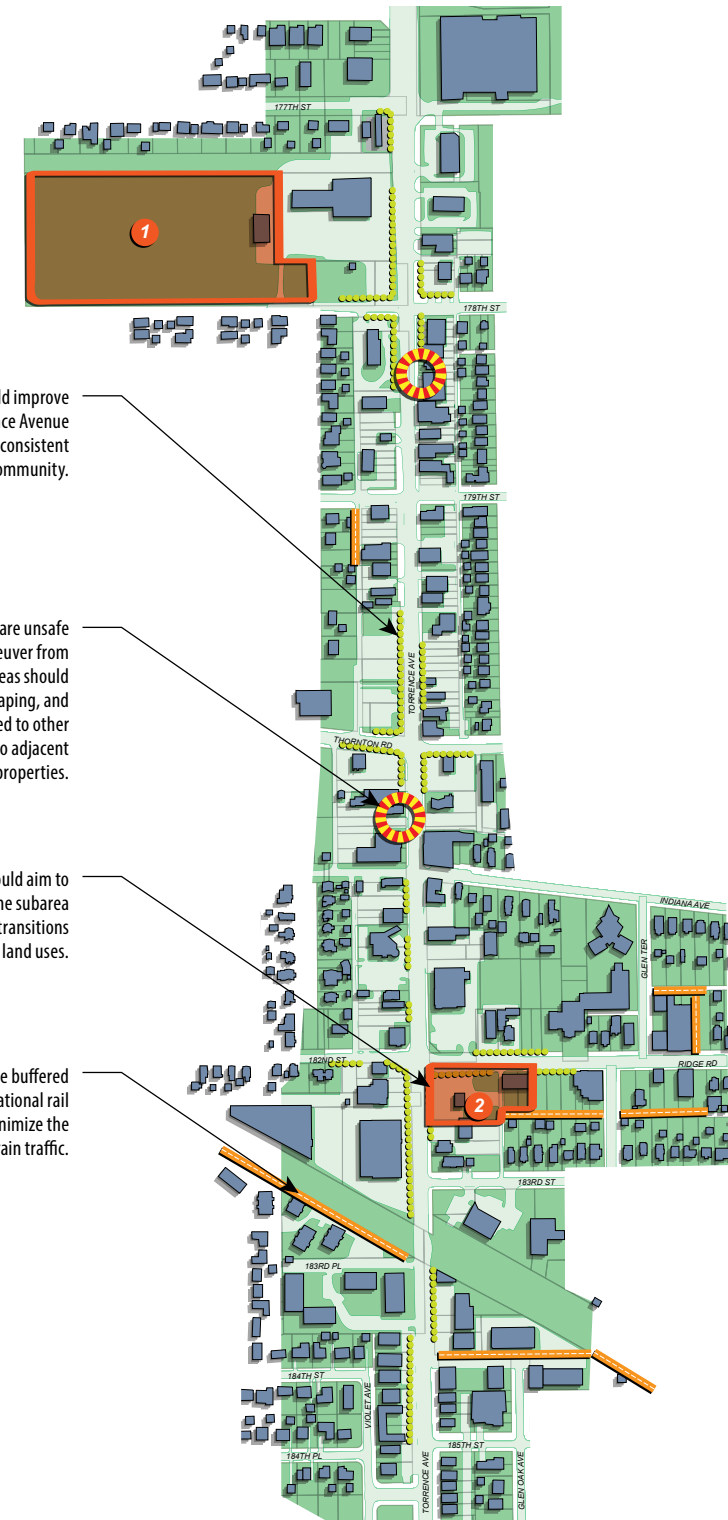 177TH ST
1
178TH ST
ld improve
ce Avenue
consistent
ommunity.
179TH ST
are unsafe
euver from
eas should
aping, and
ed to other
o adjacent
properties.
TORRENCE AVE
THORNTON RD
ould aim to
he subarea
transitions
land uses.
INDIANA AVE
GLEN TER
182ND ST
RIDGE RD
2
e buffered
ational rail
nimize the
rain traffic.
183RD ST
183RD PL
184TH ST
VIOLET AVE
184TH PL
TORRENCE AVE
185TH ST
GLEN OAK AVE